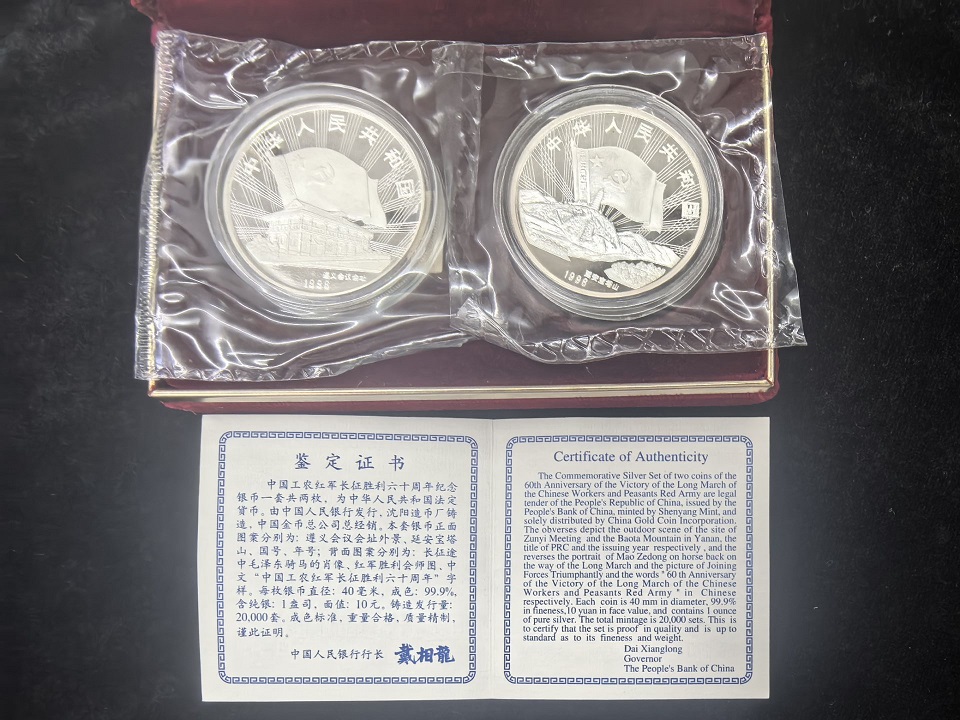 中华人民共和国
遵义会议会址
1996
中华人民共和国
延安宝塔山
1996
鉴定证书
中国工农红军长征胜利六十周年纪念
银币一套共两枚，为中华人民共和国法定
货币。由中国人民银行发行，沈阳造币厂铸
造，中国金币总公司总经销。本套银币正面
图案分别为：遵义会议会址外景、延安宝塔
山、国号、年号；背面图案分别为：长征途
中毛泽东骑马的肖像、红军胜利会师图，中
文“中国工农红军长征胜利六十周年”字
样。每枚银币直径：40毫米，成色：99.9%，
含纯银：1盎司，面值：10元。铸造发行量：
20,000套。成色标准，重量合格，质量精制，
谨此证明。
中国人民银行行长 戴相龍
Certificate of Authenticity
The Commemorative Silver Set of two coins of the
60th Anniversary of the Victory of the Long March of
the Chinese Workers and Peasants Red Army are legal
tender of the People's Republic of China, issued by the
People's Bank of China, minted by Shenyang Mint, and
solely distributed by China Gold Coin Incorporation.
The obverses depict the outdoor scene of the site of
Zunyi Meeting and the Baota Mountain in Yanan, the
title of PRC and the issuing year respectively, and the
reverses the portrait of Mao Zedong on horse back on
the way of the Long March and the picture of Joining
Forces Triumphantly and the words " 60 th Anniversary
of the Victory of the Long March of the Chinese
Workers and Peasants Red Army " in Chinese
respectively. Each coin is 40 mm in diameter, 99.9%
in fineness,10 yuan in face value, and contains 1 ounce
of pure silver. The total mintage is 20,000 sets. This is
to certify that the set is proof in quality and is up to
standard as to its fineness and weight.
Dai Xianglong
Governor
The People's Bank of China